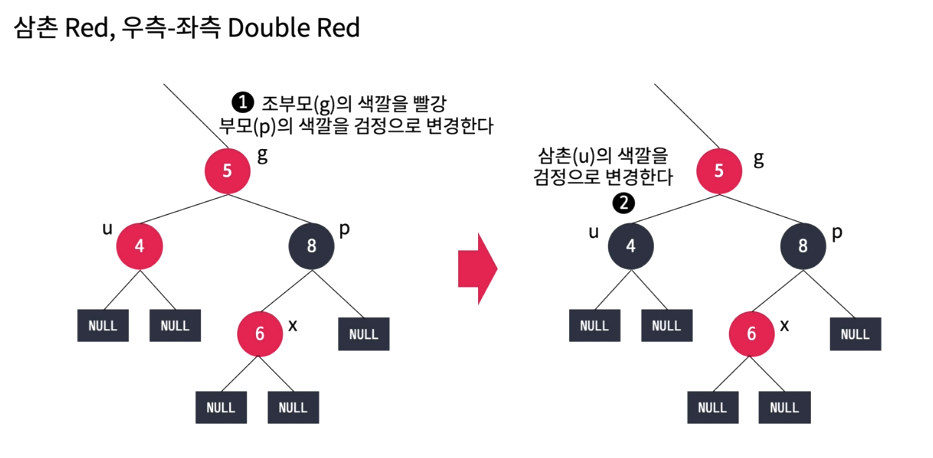 삼촌 Red, 우측-좌측 Double Red
1 조부모(g)의 색깔을 빨강
부모(p)의 색깔을 검정으로 변경한다
g
5
u
4
8
p
NULL
NULL
6
x
NULL
NULL
NULL
삼촌(u)의 색깔을
검정으로 변경한다
2
g
5
u
4
8
p
NULL
NULL
6
x
NULL
NULL
NULL